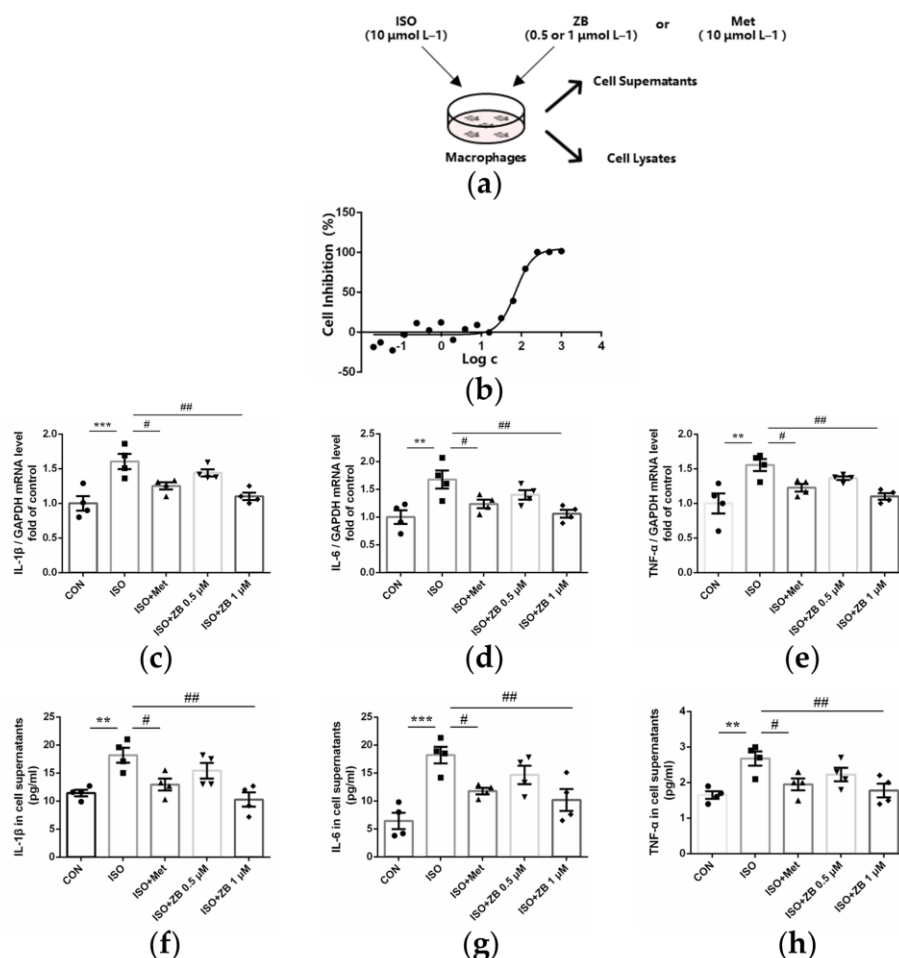 ISO
(10 μmol L–1)
ZB
(0.5 or 1 μmol L–1)
or
Met
( 10 μmol L–1 )
Cell Supernatants
Macrophages
Cell Lysates
(a)
Cell Inhibition (%)
150
100
50
0
-50
-1
0
1
2
3
4
Log c
(b)
IL-1β / GAPDH mRNA level
fold of control
2.0
1.5
1.0
0.5
0.0
***
#
##
CON
ISO
ISO+Met
ISO+ZB 0.5 μM
ISO+ZB 1 μM
(c)
IL-6 / GAPDH mRNA level
fold of control
2.5
2.0
1.5
1.0
0.5
0.0
**
#
##
CON
ISO
ISO+Met
ISO+ZB 0.5 μM
ISO+ZB 1 μM
(d)
TNF-α / GAPDH mRNA level
fold of control
2.0
1.5
1.0
0.5
0.0
**
#
##
CON
ISO
ISO+Met
ISO+ZB 0.5 μM
ISO+ZB 1 μM
(e)
IL-1β in cell supernatants
(pg/ml)
25
20
15
10
5
0
**
#
##
CON
ISO
ISO+Met
ISO+ZB 0.5 μM
ISO+ZB 1 μM
(f)
IL-6 in cell supernatants
(pg/ml)
25
20
15
10
5
0
***
#
##
CON
ISO
ISO+Met
ISO+ZB 0.5 μM
ISO+ZB 1 μM
(g)
TNF-α in cell supernatants
(pg/ml)
4
3
2
1
0
**
#
##
CON
ISO
ISO+Met
ISO+ZB 0.5 μM
ISO+ZB 1 μM
(h)